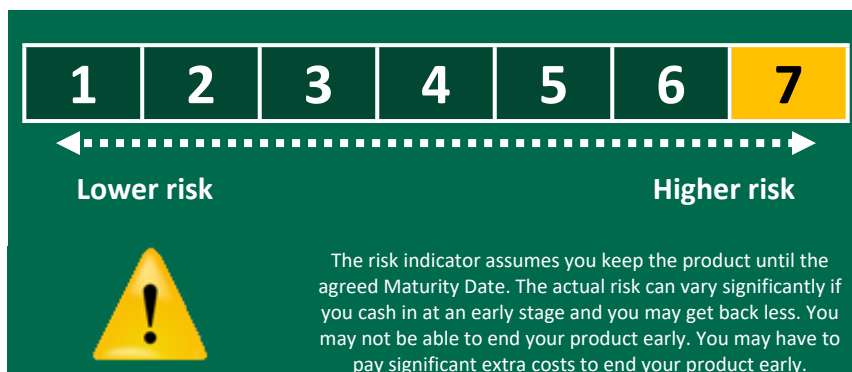 1 2 3 4 5 6 7
Lower risk Higher risk
The risk indicator assumes you keep the product until the
agreed Maturity Date. The actual risk can vary significantly if
you cash in at an early stage and you may get back less. You
may not be able to end your product early. You may have to
pay significant extra costs to end your product early.